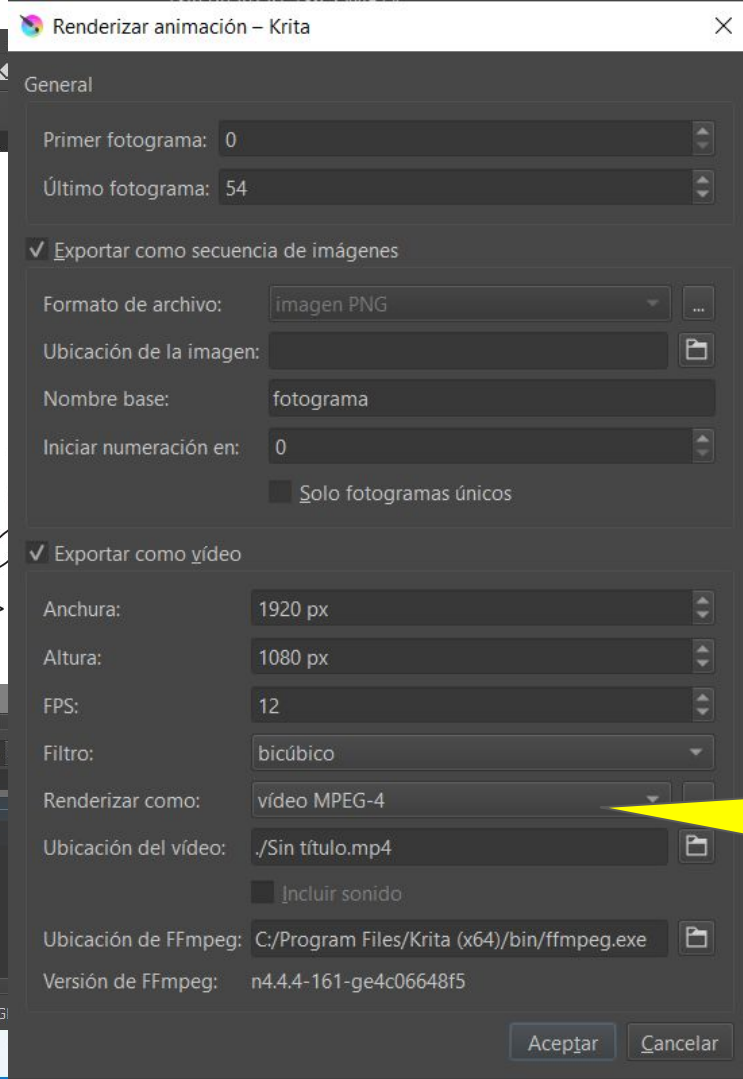 Renderizar animación – Krita
General
Primer fotograma: 0
Último fotograma: 54
Exportar como secuencia de imágenes
Formato de archivo: imagen PNG ...
Ubicación de la imagen:
Nombre base: fotograma
Iniciar numeración en: 0
Solo fotogramas únicos
Exportar como vídeo
Anchura: 1920 px
Altura: 1080 px
FPS: 12
Filtro: bicúbico
Renderizar como: vídeo MPEG-4
Ubicación del vídeo: ./Sin título.mp4
Incluir sonido
Ubicación de FFmpeg: C:/Program Files/Krita (x64)/bin/ffmpeg.exe
Versión de FFmpeg: n4.4.4-161-ge4c06648f5
Aceptar Cancelar